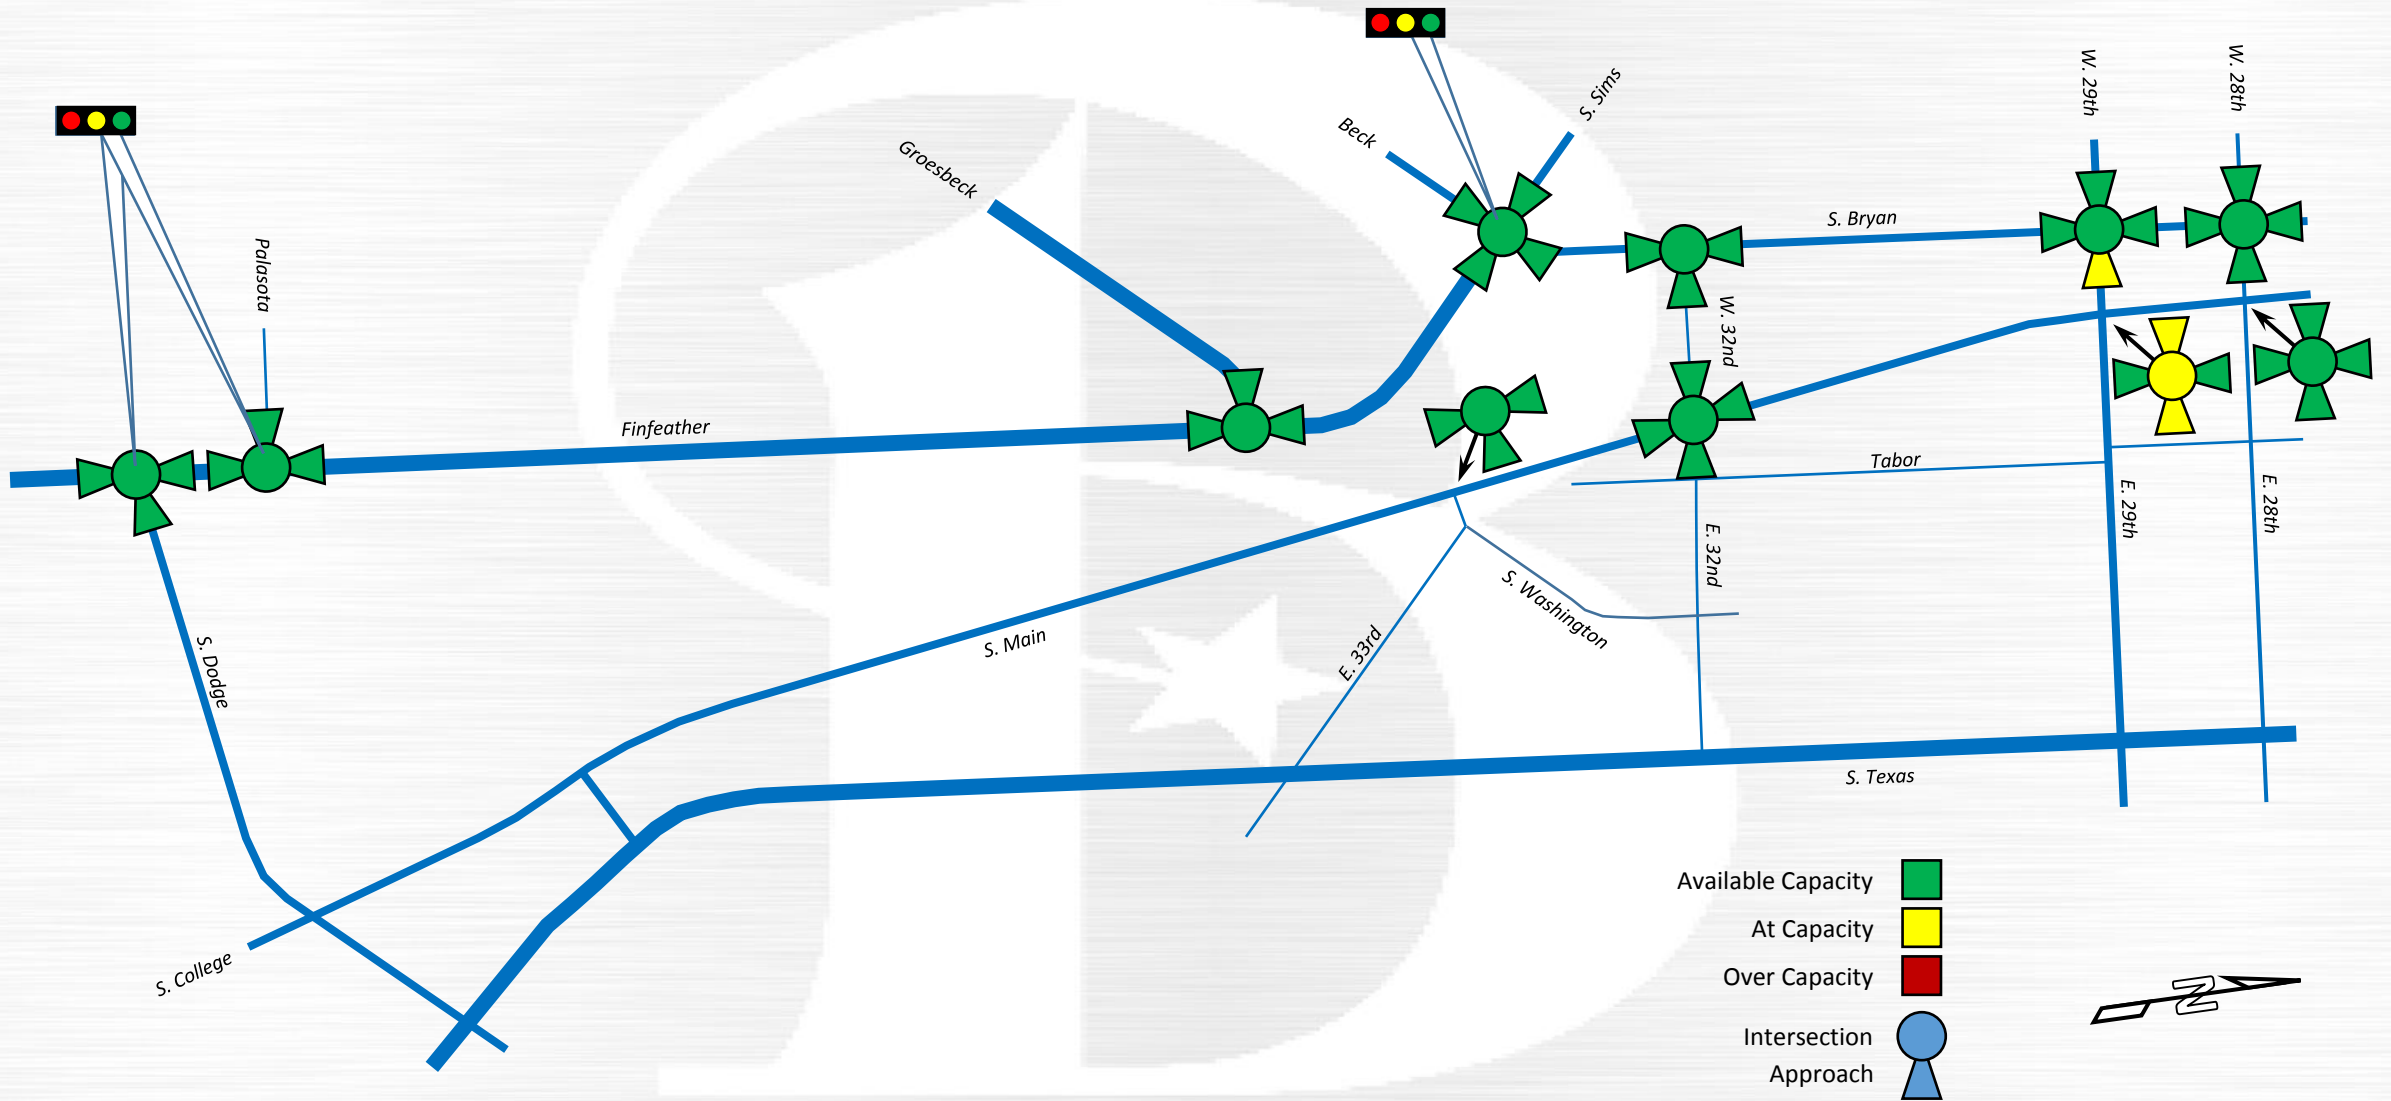 W. 29th
W. 28th
S. Sims
Beck
Groesbeck
Palasota
S. Bryan
W. 32nd
Finfeather
Tabor
E. 29th
E. 28th
E. 32nd
S. Washington
S. Main
E. 33rd
S. Dodge
S. Texas
S. College
Available Capacity
At Capacity
Over Capacity
Intersection
Approach
N